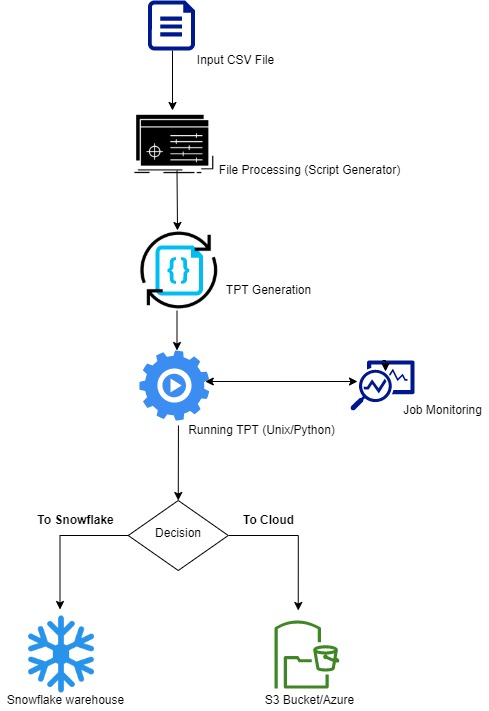 Input CSV File
File Processing (Script Generator)
{}
TPT Generation
Job Monitoring
Running TPT (Unix/Python)
To Snowflake
To Cloud
Decision
Snowflake warehouse
S3 Bucket/Azure